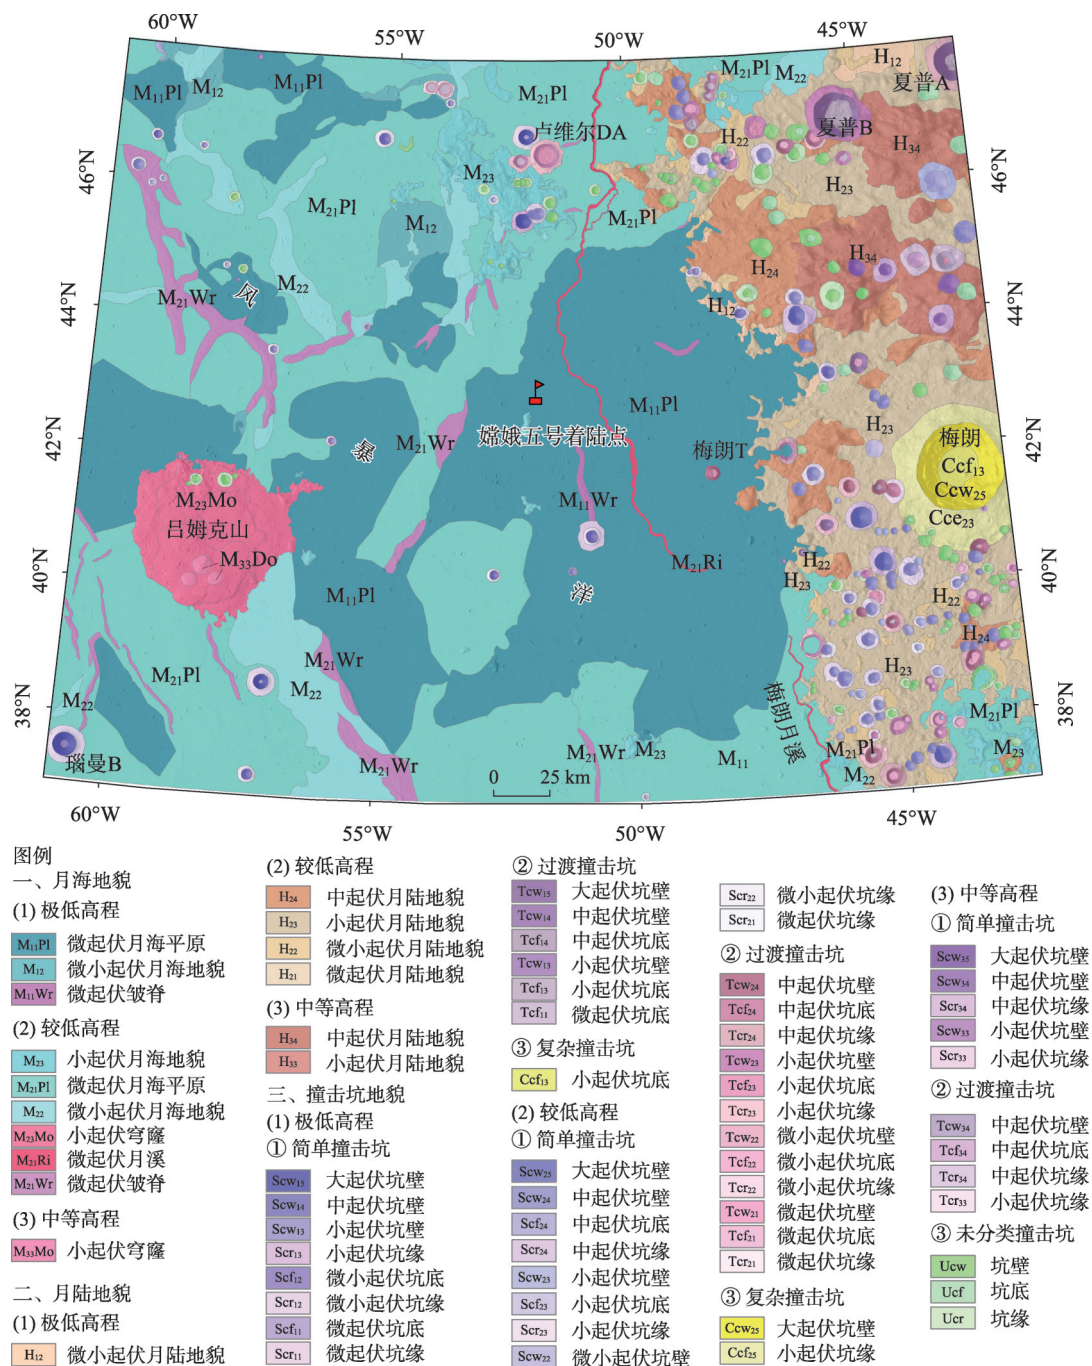 60°W
55°W
50°W
45°W
M₁₁Pl
M₁₂
M₁₁Pl
M₂₁Pl
M₂₁Pl
M₂₂
H₁₂
夏普A
卢维尔DA
H₂₂
夏普B
H₃₄
46°N
46°N
M₂₃
H₂₃
M₂₁Pl
M₁₂
M₂₁Pl
H₂₄
H₃₄
M₂₁Wr
风
M₂₂
44°N
H₁₂
44°N
M₁₁Pl
嫦娥五号着陆点
42°N
暴
M₂₁Wr
梅朗T
H₂₃
梅朗
42°N
Ccf₁₃
Ccw₂₅
Cce₂₃
M₂₃Mo
吕姆克山
M₃₃Do
M₁₁Wr
M₂₁Ri
40°N
H₂₂
H₂₃
40°N
M₁₁Pl
洋
H₂₂
H₂₄
M₂₁Wr
M₂₁Pl
M₂₂
H₂₃
38°N
M₂₂
梅朗月溪
M₂₁Pl
38°N
瑙曼B
M₂₁Wr
M₂₁Wr
M₂₃
M₁₁
M₂₁Pl
M₂₂
M₂₃
0 25 km
60°W
55°W
50°W
45°W
图例
一、月海地貌
(1) 极低高程
M₁₁Pl 微起伏月海平原
M₁₂ 微小起伏月海地貌
M₁₁Wr 微起伏皱脊
(2) 较低高程
M₂₃ 小起伏月海地貌
M₂₁Pl 微起伏月海平原
M₂₂ 微小起伏月海地貌
M₂₃Mo 小起伏穹窿
M₂₁Ri 微起伏月溪
M₂₁Wr 微起伏皱脊
(3) 中等高程
M₃₃Mo 小起伏穹窿
二、月陆地貌
(1) 极低高程
H₁₂ 微小起伏月陆地貌
(2) 较低高程
H₂₄ 中起伏月陆地貌
H₂₃ 小起伏月陆地貌
H₂₂ 微小起伏月陆地貌
H₂₁ 微起伏月陆地貌
(3) 中等高程
H₃₄ 中起伏月陆地貌
H₃₃ 小起伏月陆地貌
三、撞击坑地貌
(1) 极低高程
① 简单撞击坑
Scw₁₅ 大起伏坑壁
Scw₁₄ 中起伏坑壁
Scw₁₃ 小起伏坑壁
Scr₁₃ 小起伏坑缘
Scf₁₂ 微小起伏坑底
Scr₁₂ 微小起伏坑缘
Scf₁₁ 微起伏坑底
Scr₁₁ 微起伏坑缘
② 过渡撞击坑
Tcw₁₅ 大起伏坑壁
Tcw₁₄ 中起伏坑壁
Tcf₁₄ 中起伏坑底
Tcw₁₃ 小起伏坑壁
Tcf₁₃ 小起伏坑底
Tcf₁₁ 微起伏坑底
③ 复杂撞击坑
Ccf₁₃ 小起伏坑底
(2) 较低高程
① 简单撞击坑
Scw₂₅ 大起伏坑壁
Scw₂₄ 中起伏坑壁
Scf₂₄ 中起伏坑底
Scr₂₄ 中起伏坑缘
Scw₂₃ 小起伏坑壁
Scf₂₃ 小起伏坑底
Scr₂₃ 小起伏坑缘
Scw₂₂ 微小起伏坑壁
Scr₂₂ 微小起伏坑缘
Scr₂₁ 微起伏坑缘
② 过渡撞击坑
Tcw₂₄ 中起伏坑壁
Tcf₂₄ 中起伏坑底
Tcr₂₄ 中起伏坑缘
Tcw₂₃ 小起伏坑壁
Tcf₂₃ 小起伏坑底
Tcr₂₃ 小起伏坑缘
Tcw₂₂ 微小起伏坑壁
Tcf₂₂ 微小起伏坑底
Tcr₂₂ 微小起伏坑缘
Tcw₂₁ 微起伏坑壁
Tcf₂₁ 微起伏坑底
Tcr₂₁ 微起伏坑缘
③ 复杂撞击坑
Ccw₂₅ 大起伏坑壁
Ccf₂₅ 小起伏坑缘
(3) 中等高程
① 简单撞击坑
Scw₃₅ 大起伏坑壁
Scw₃₄ 中起伏坑壁
Scr₃₄ 中起伏坑缘
Scw₃₃ 小起伏坑壁
Scr₃₃ 小起伏坑缘
② 过渡撞击坑
Tcw₃₄ 中起伏坑壁
Tcf₃₄ 中起伏坑底
Tcr₃₄ 中起伏坑缘
Tcr₃₃ 小起伏坑缘
③ 未分类撞击坑
Ucw 坑壁
Ucf 坑底
Ucr 坑缘